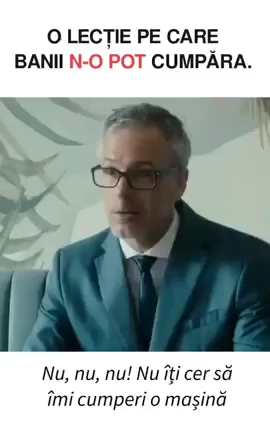 O LECȚIE PE CARE
BANII N-O POT CUMPĂRA.
Nu, nu, nu! Nu îți cer să
îmi cumperi o mașină